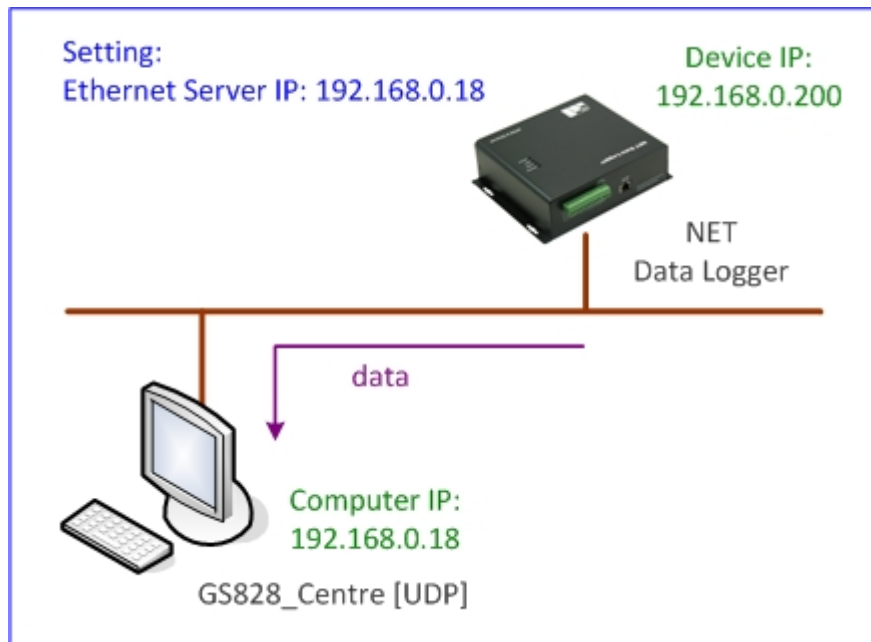 Setting:
Ethernet Server IP: 192.168.0.18
Device IP:
192.168.0.200
NET
Data Logger
data
Computer IP:
192.168.0.18
GS828_Centre [UDP]